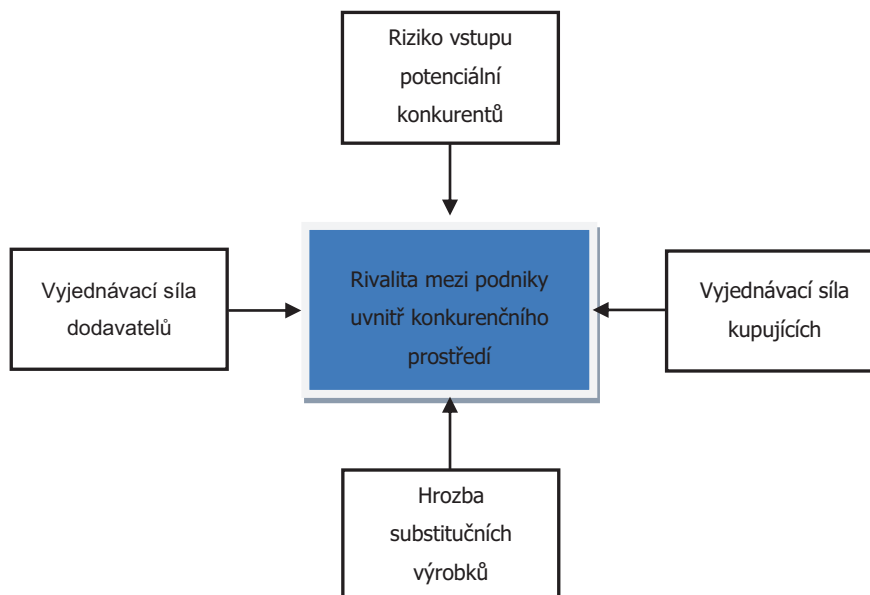 Riziko vstupu
potenciální
konkurentů
Vyjednávací síla
dodavatelů
Rivalita mezi podniky
uvnitř konkurenčního
prostředí
Vyjednávací síla
kupujících
Hrozba
substitučních
výrobků